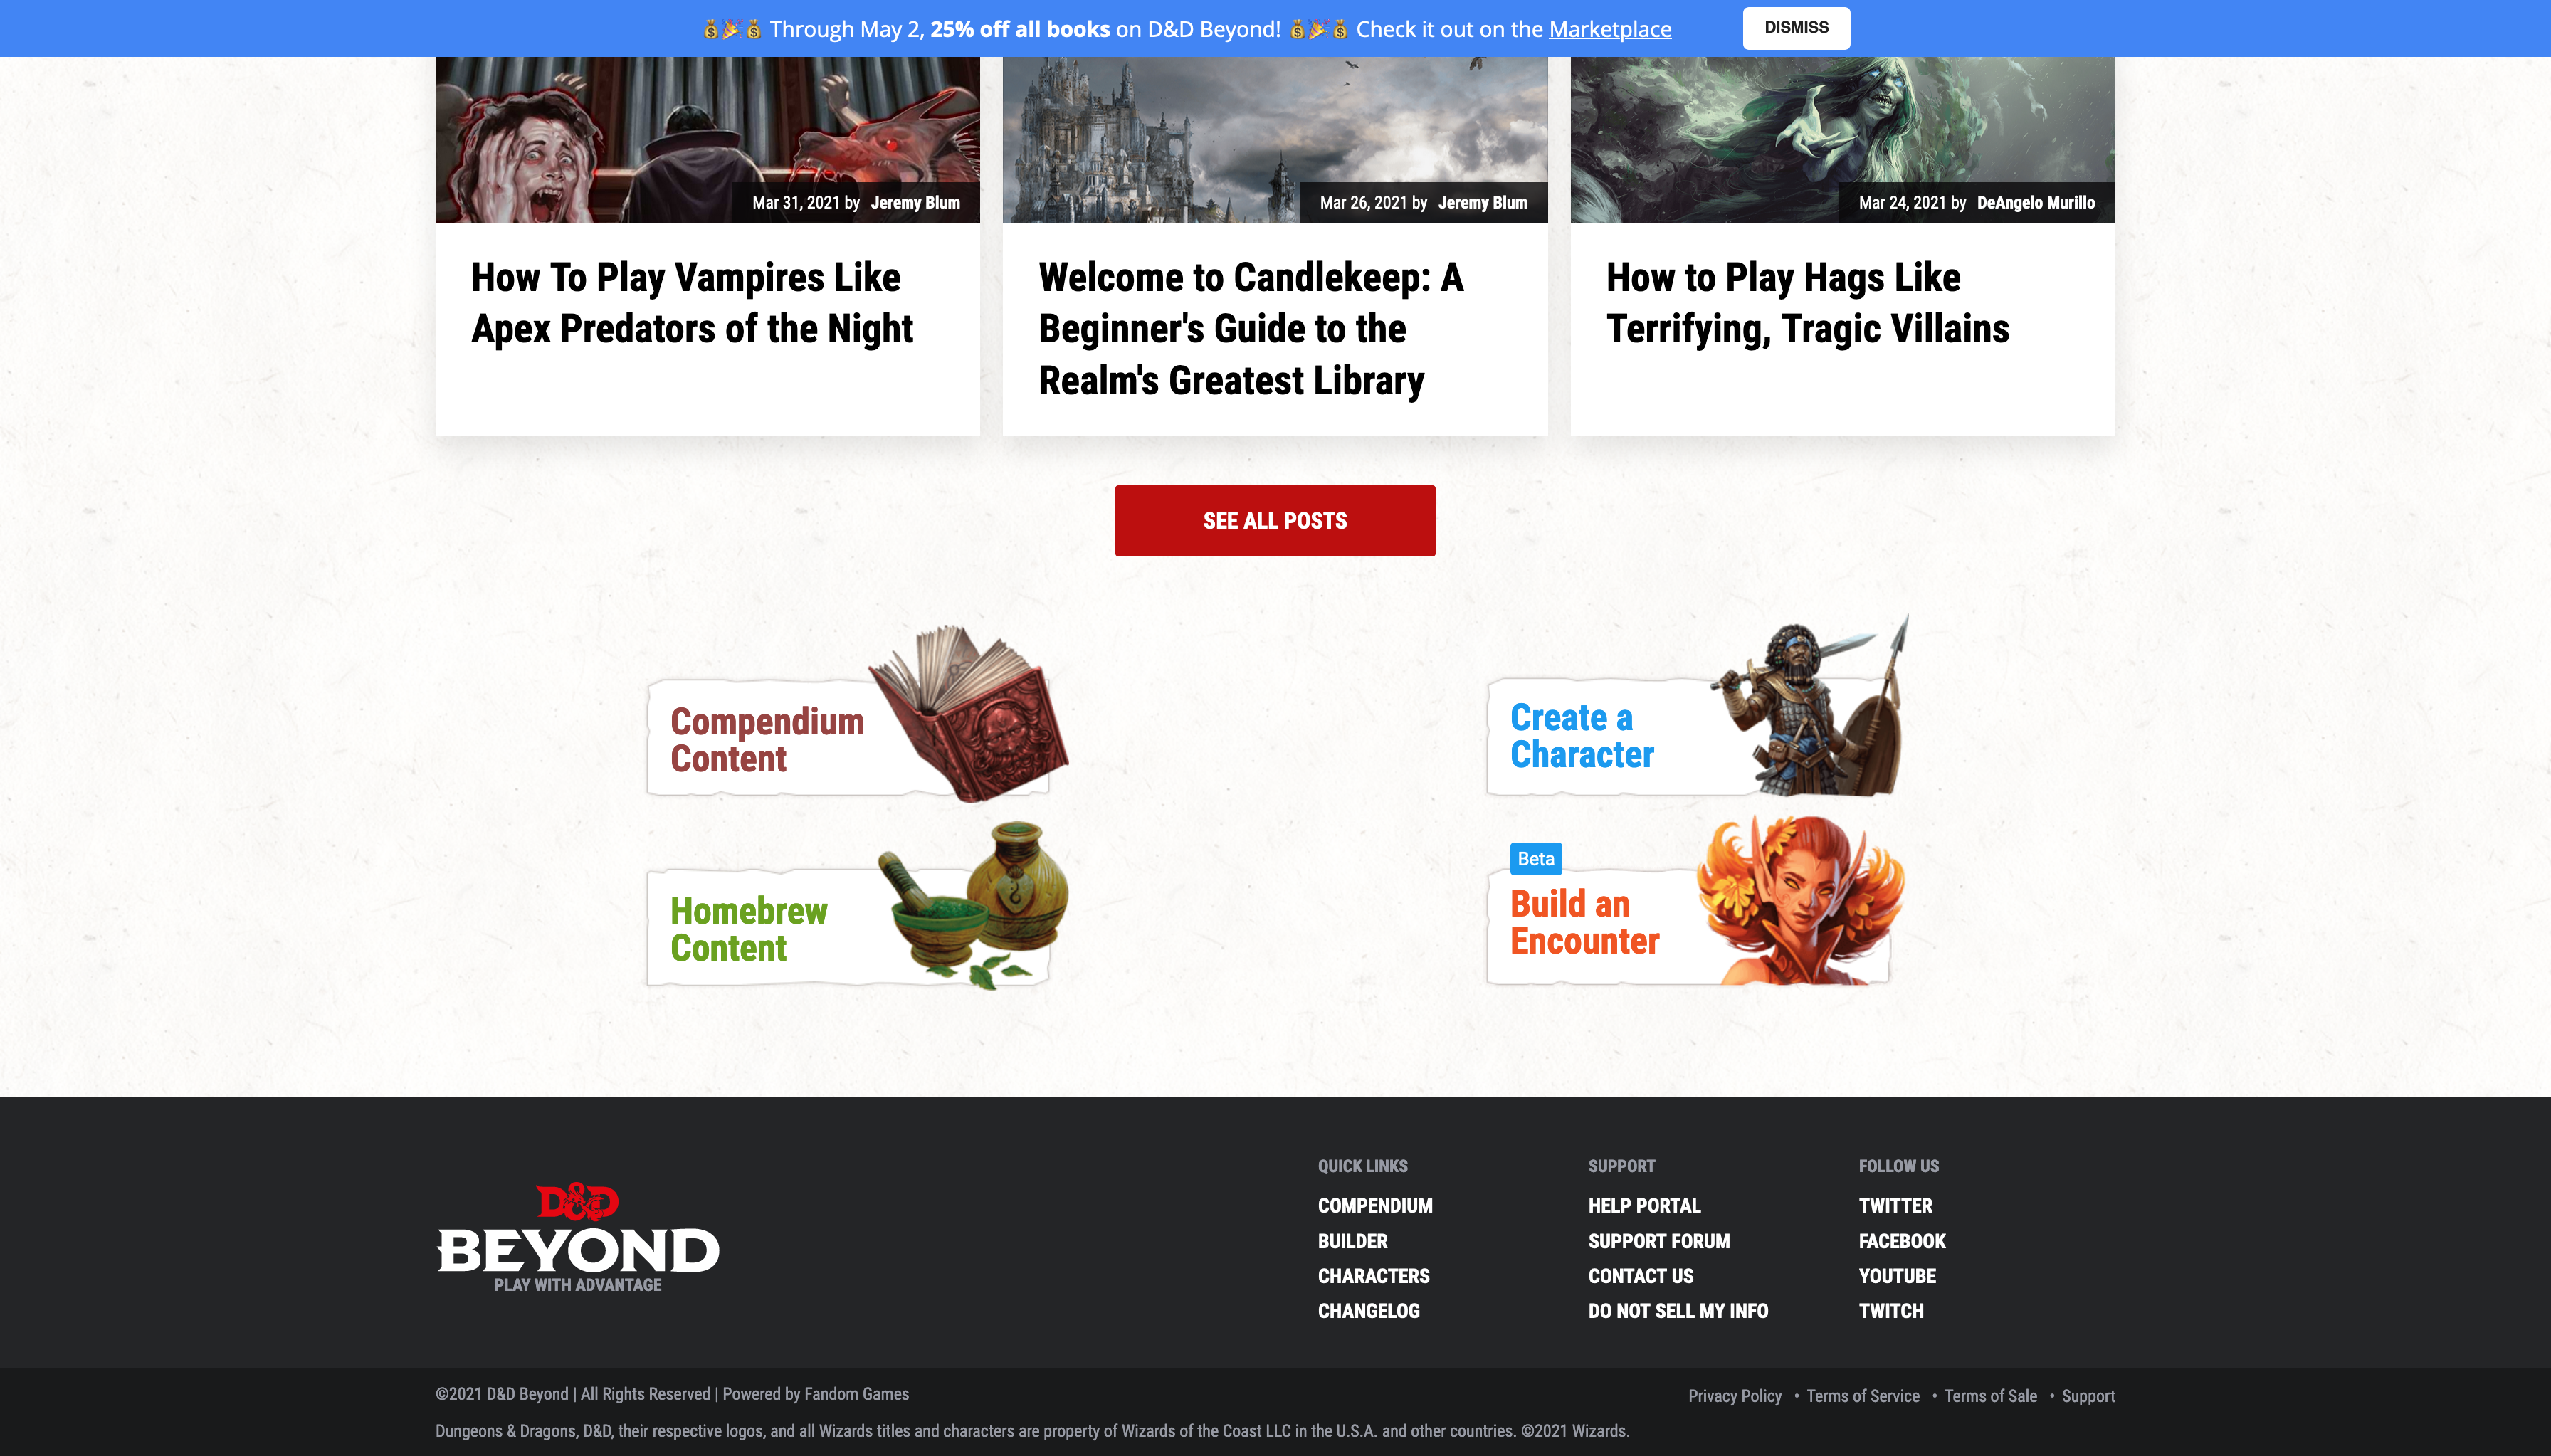 💰🎉💰 Through May 2, 25% off all books on D&D Beyond! 💰🎉💰 Check it out on the Marketplace
DISMISS
Mar 31, 2021 by Jeremy Blum
How To Play Vampires Like
Apex Predators of the Night
Mar 26, 2021 by Jeremy Blum
Welcome to Candlekeep: A
Beginner's Guide to the
Realm's Greatest Library
Mar 24, 2021 by DeAngelo Murillo
How to Play Hags Like
Terrifying, Tragic Villains
SEE ALL POSTS
Compendium
Content
Create a
Character
Homebrew
Content
Beta
Build an
Encounter
D&D
BEYOND
PLAY WITH ADVANTAGE
QUICK LINKS
COMPENDIUM
BUILDER
CHARACTERS
CHANGELOG
SUPPORT
HELP PORTAL
SUPPORT FORUM
CONTACT US
DO NOT SELL MY INFO
FOLLOW US
TWITTER
FACEBOOK
YOUTUBE
TWITCH
©2021 D&D Beyond | All Rights Reserved | Powered by Fandom Games
Privacy Policy • Terms of Service • Terms of Sale • Support
Dungeons & Dragons, D&D, their respective logos, and all Wizards titles and characters are property of Wizards of the Coast LLC in the U.S.A. and other countries. ©2021 Wizards.